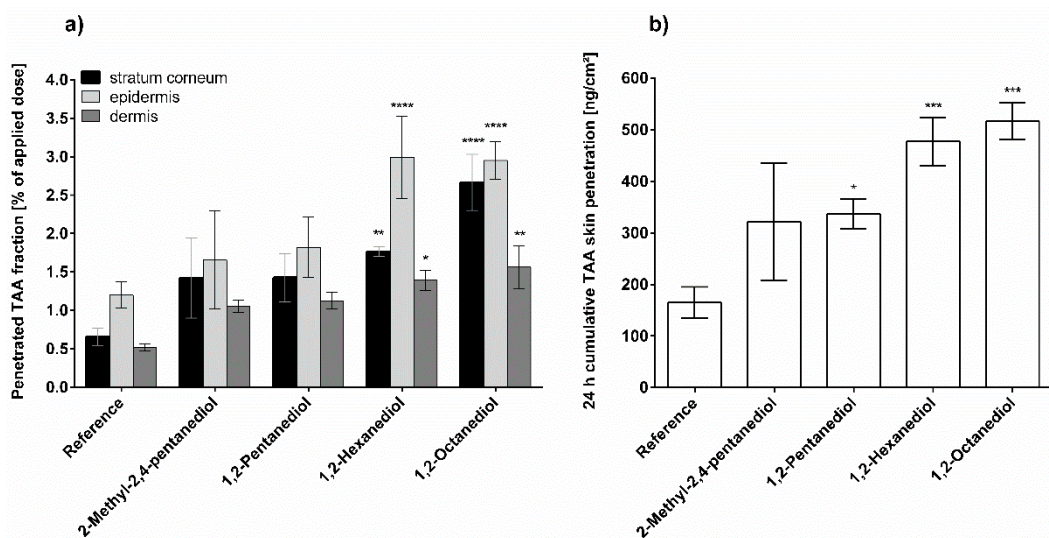 a)
Penetrated TAA fraction [% of applied dose]
4.0
3.5
3.0
2.5
2.0
1.5
1.0
0.5
0.0
stratum corneum
epidermis
dermis
** **** *
**** **** **
Reference
2-Methyl-2,4-pentanediol
1,2-Pentanediol
1,2-Hexanediol
1,2-Octanediol
b)
24 h cumulative TAA skin penetration [ng/cm²]
600
500
400
300
200
100
0
*
***
***
Reference
2-Methyl-2,4-pentanediol
1,2-Pentanediol
1,2-Hexanediol
1,2-Octanediol